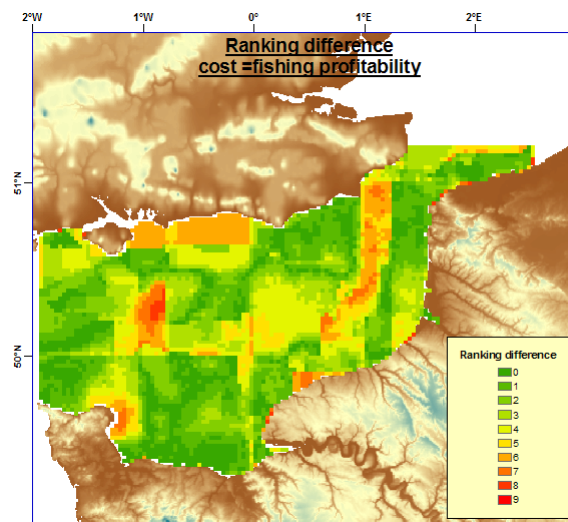 2°W 1°W 0° 1°E 2°E
Ranking difference
cost =fishing profitability
51°N
50°N
Ranking difference
0
1
2
3
4
5
6
7
8
9